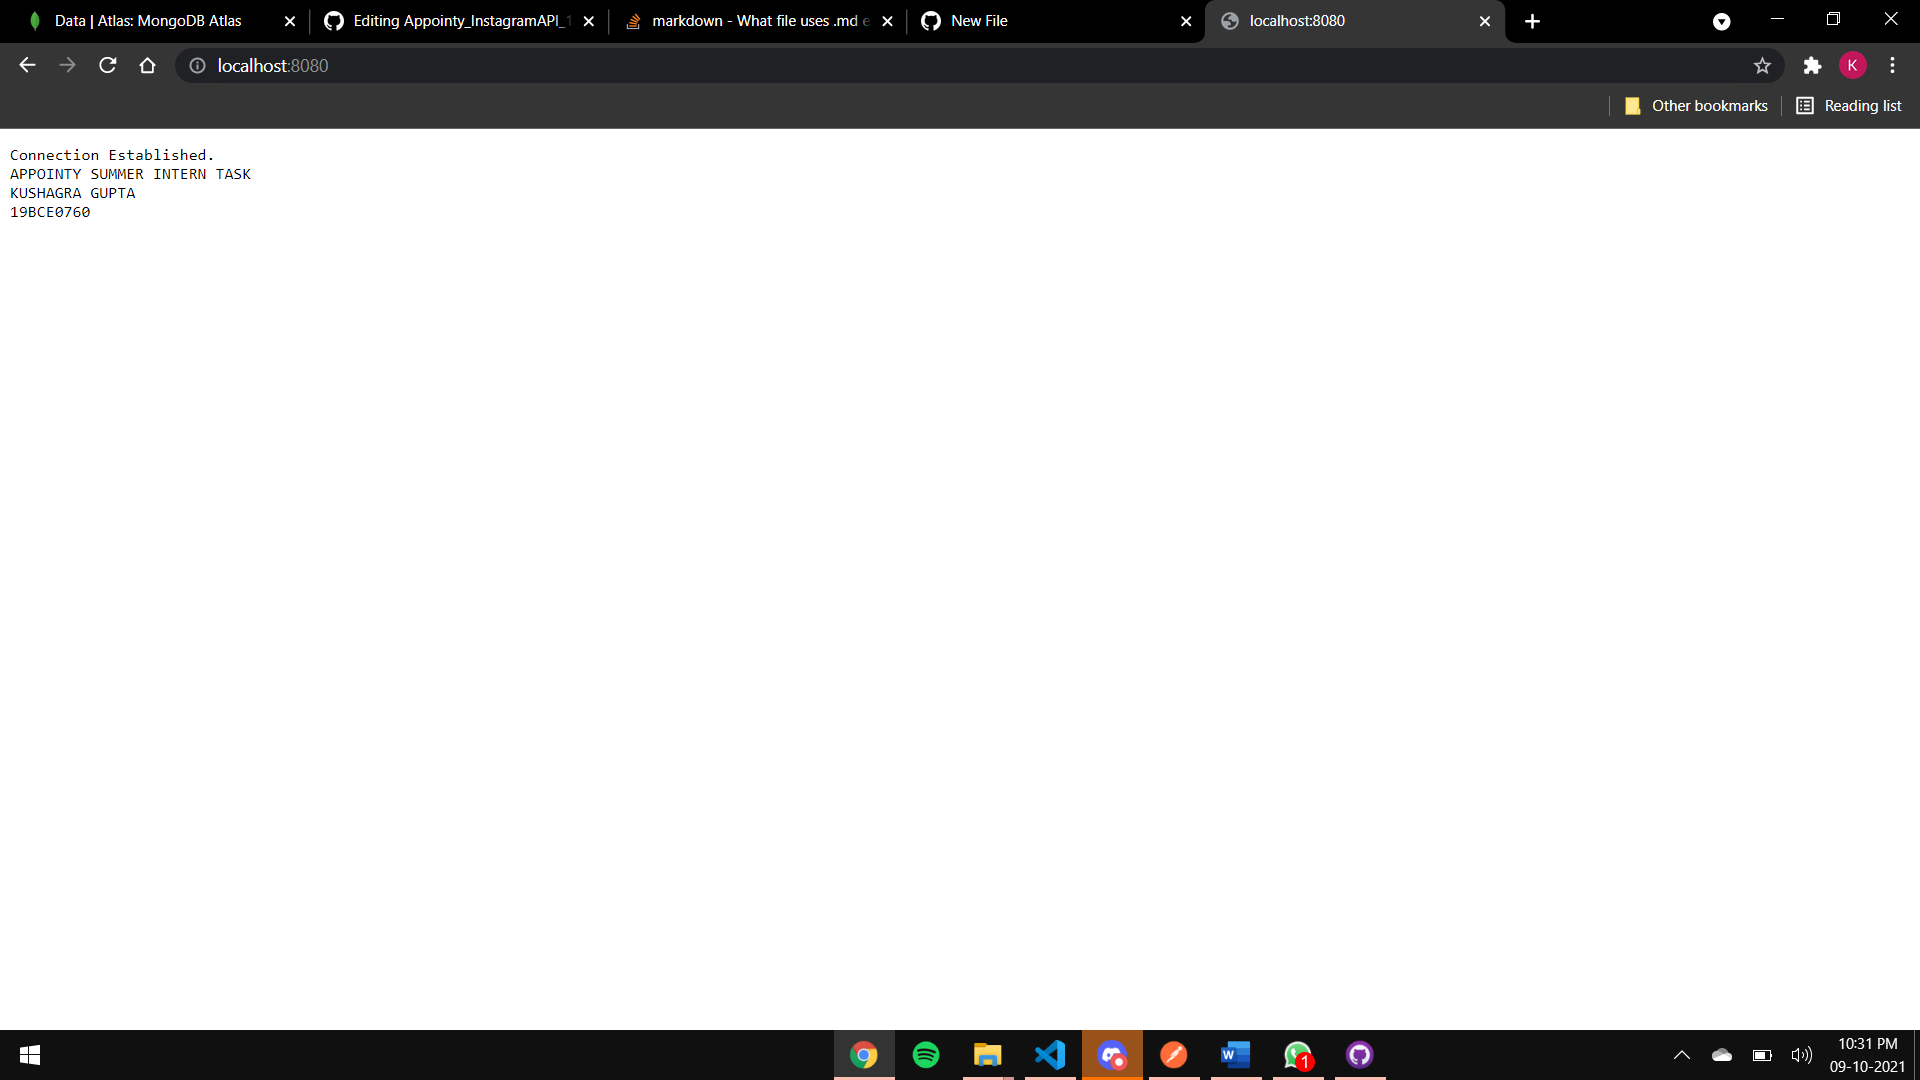 Data | Atlas: MongoDB Atlas
Editing Appointy_InstagramAPI_1
markdown - What file uses .md e
New File
localhost:8080
localhost:8080
K
Other bookmarks
Reading list
Connection Established.
APPOINTY SUMMER INTERN TASK
KUSHAGRA GUPTA
19BCE0760
W
1
10:31 PM
09-10-2021